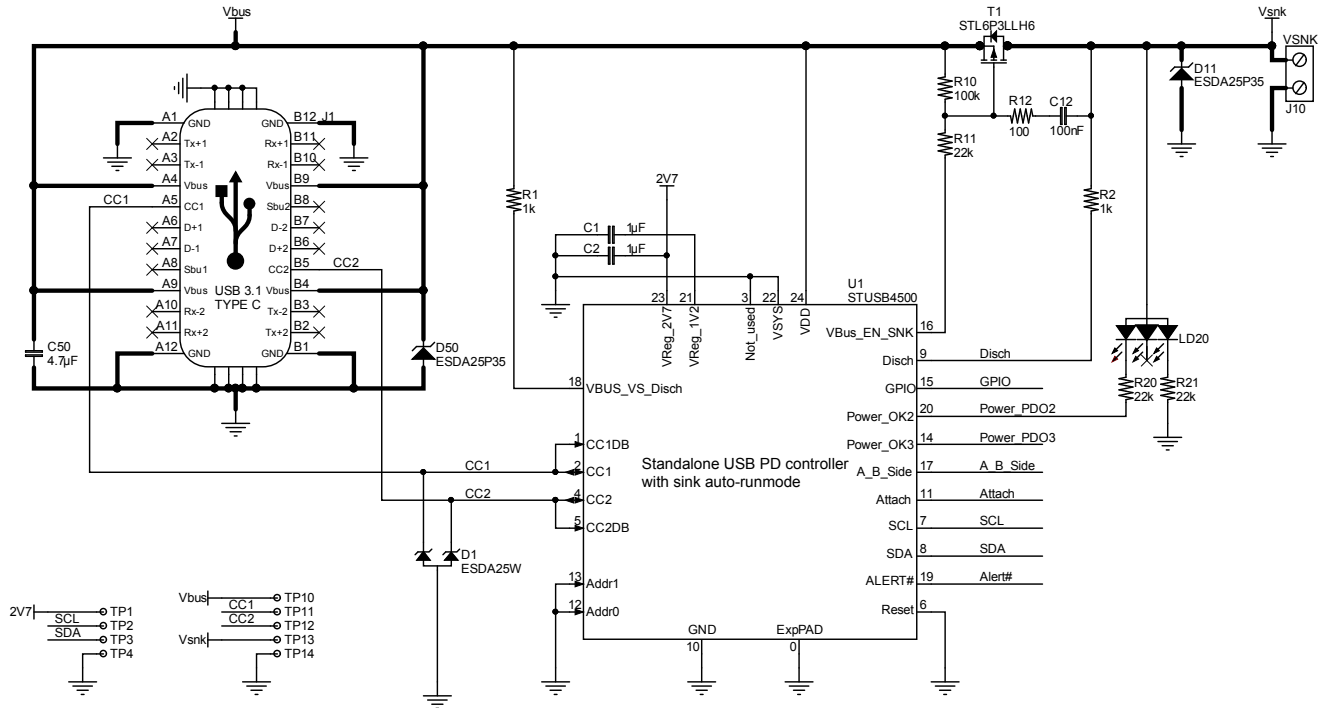 Vbus
T1
STL6P3LLH6
Vsnk
VSNK
J10
D11
ESDA25P35
R10
100k
R12
100
C12
100nF
R11
22k
R2
1k
R1
1k
A1 GND GND B12 J1
A2 Tx+1 Rx+1 B11
A3 Tx-1 Rx-1 B10
A4 Vbus Vbus B9
CC1 A5 CC1 Sbu2 B8
A6 D+1 D-2 B7
A7 D-1 D+2 B6
A8 Sbu1 CC2 B5 CC2
A9 Vbus Vbus B4
A10 Rx-2 Tx-2 B3
A11 Rx+2 Tx+2 B2
A12 GND GND B1
USB 3.1
TYPE C
C50
4.7µF
D50
ESDA25P35
2V7
C1 1µF
C2 1µF
U1
STUSB4500
23 VReg_2V7
21 VReg_1V2
3 Not_used
22 VSYS
24 VDD
VBus_EN_SNK 16
Disch 9 Disch
GPIO 15 GPIO
Power_OK2 20 Power_PDO2
Power_OK3 14 Power_PDO3
A_B_Side 17 A_B_Side
Attach 11 Attach
SCL 7 SCL
SDA 8 SDA
ALERT# 19 Alert#
Reset 6
18 VBUS_VS_Disch
1 CC1DB
CC1 2 CC1
CC2 4 CC2
5 CC2DB
13 Addr1
12 Addr0
Standalone USB PD controller
with sink auto-runmode
GND
10
ExpPAD
0
LD20
R20
22k
R21
22k
D1
ESDA25W
2V7 TP1
SCL TP2
SDA TP3
TP4
Vbus TP10
CC1 TP11
CC2 TP12
Vsnk TP13
TP14